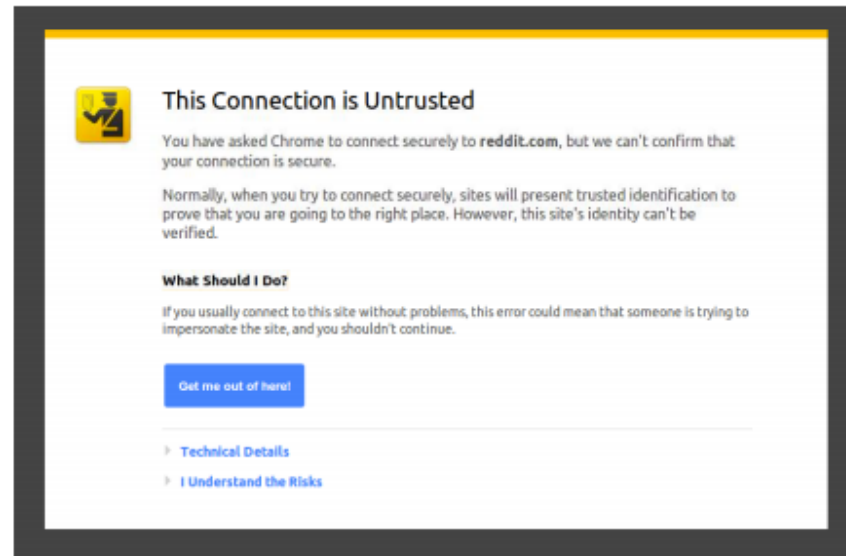 This Connection is Untrusted
You have asked Chrome to connect securely to reddit.com, but we can't confirm that
your connection is secure.
Normally, when you try to connect securely, sites will present trusted identification to
prove that you are going to the right place. However, this site's identity can't be
verified.
What Should I Do?
If you usually connect to this site without problems, this error could mean that someone is trying to
impersonate the site, and you shouldn't continue.
Get me out of here!
Technical Details
I Understand the Risks